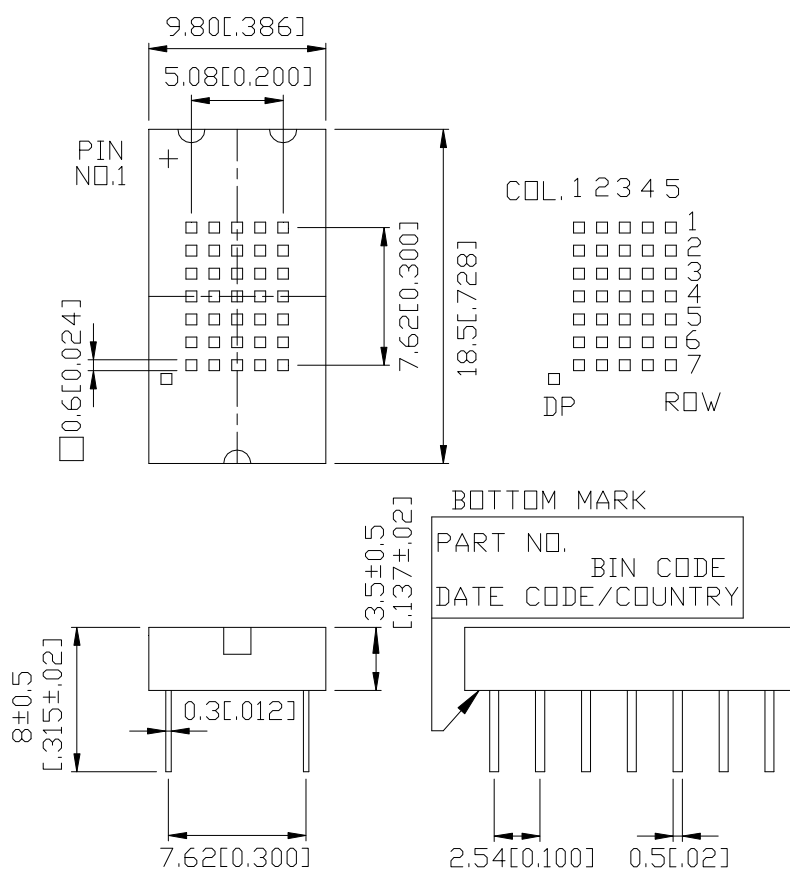 9.80[.386]
5.08[0.200]
PIN
NO.1
+
7.62[0.300]
18.5[.728]
□0.6[0.024]
COL. 1 2 3 4 5
1
2
3
4
5
6
7
DP
ROW
BOTTOM MARK
PART NO.
BIN CODE
DATE CODE/COUNTRY
3.5±0.5
[.137±.02]
8±0.5
[.315±.02]
0.3[.012]
7.62[0.300]
2.54[0.100]
0.5[.02]